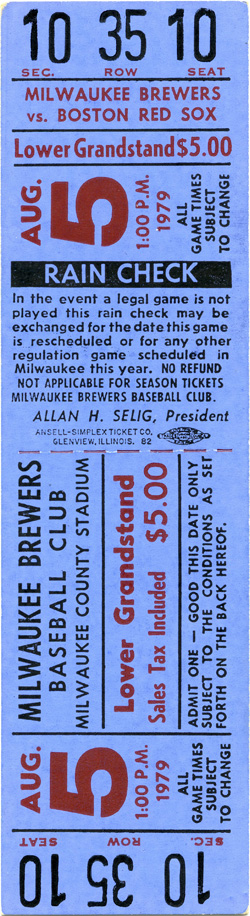 10 35 10
SEC. ROW SEAT
MILWAUKEE BREWERS
vs. BOSTON RED SOX
Lower Grandstand $5.00
AUG. 5
1:00 P.M.
1979
ALL
GAME TIMES
SUBJECT
TO CHANGE
RAIN CHECK
In the event a legal game is not
played this rain check may be
exchanged for the date this game
is rescheduled or for any other
regulation game scheduled in
Milwaukee this year. NO REFUND
NOT APPLICABLE FOR SEASON TICKETS
MILWAUKEE BREWERS BASEBALL CLUB.
ALLAN H. SELIG, President
ANSELL-SIMPLEX TICKET CO.
GLENVIEW, ILLINOIS. 82
MILWAUKEE BREWERS
BASEBALL CLUB
MILWAUKEE COUNTY STADIUM
Lower Grandstand
Sales Tax Included $5.00
ADMIT ONE — GOOD THIS DATE ONLY
SUBJECT TO THE CONDITIONS AS SET
FORTH ON THE BACK HEREOF.
AUG. 5
1:00 P.M.
1979
ALL
GAME TIMES
SUBJECT
TO CHANGE
SEC. ROW SEAT
10 35 10